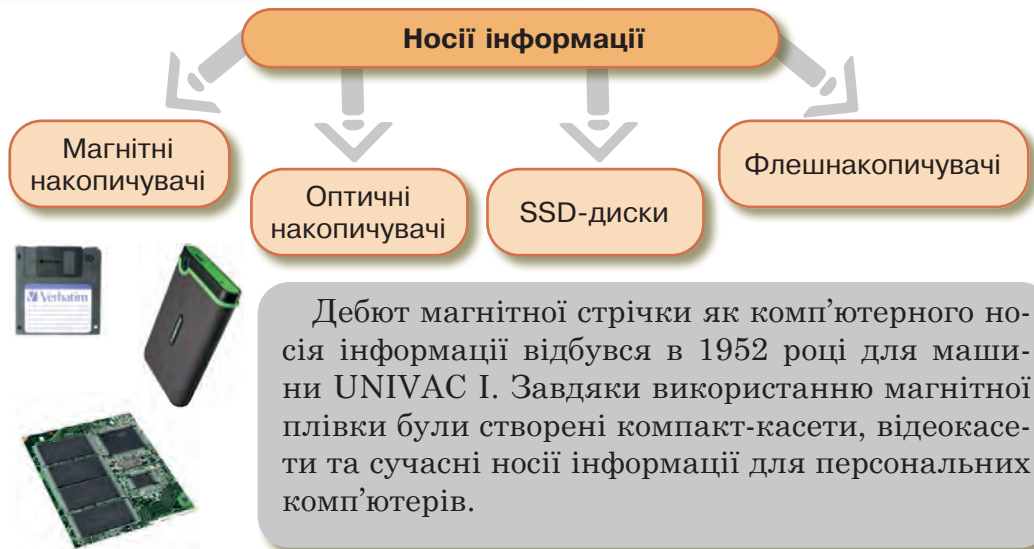 Носії інформації
Магнітні
накопичувачі
Оптичні
накопичувачі
SSD-диски
Флешнакопичувачі
Verbatim
Дебют магнітної стрічки як комп’ютерного но-
сія інформації відбувся в 1952 році для маши-
ни UNIVAC I. Завдяки використанню магнітної
плівки були створені компакт-касети, відеокасе-
ти та сучасні носії інформації для персональних
комп’ютерів.